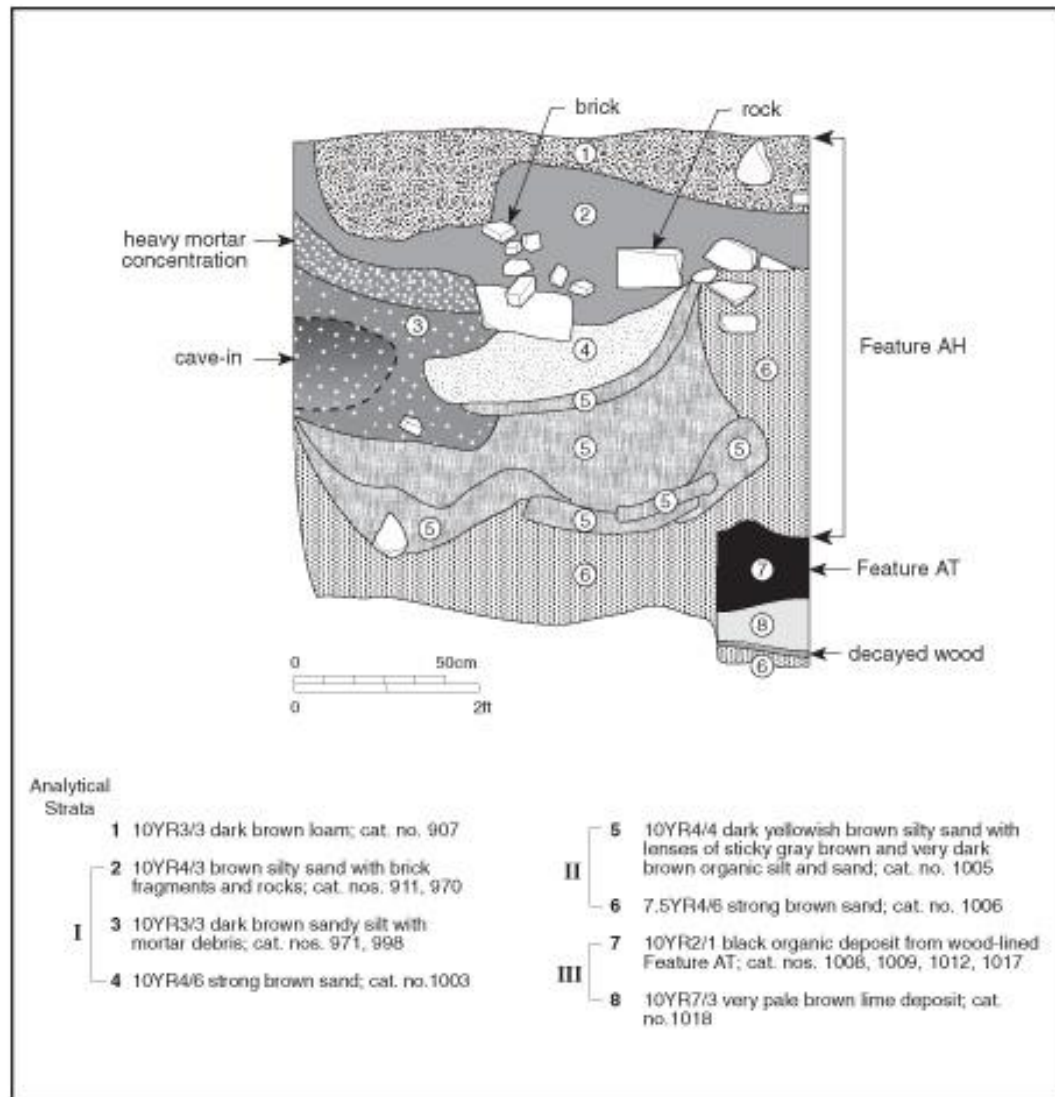 brick
rock
1
2
heavy mortar
concentration
3
cave-in
4
Feature AH
6
5
5
5
5
5
5
6
7
Feature AT
8
decayed wood
6
0 50cm
0 2ft
Analytical
Strata
1 10YR3/3 dark brown loam; cat. no. 907
2 10YR4/3 brown silty sand with brick
fragments and rocks; cat. nos. 911, 970
I
3 10YR3/3 dark brown sandy silt with
mortar debris; cat. nos. 971, 998
4 10YR4/6 strong brown sand; cat. no.1003
5 10YR4/4 dark yellowish brown silty sand with
lenses of sticky gray brown and very dark
brown organic silt and sand; cat. no. 1005
II
6 7.5YR4/6 strong brown sand; cat. no. 1006
7 10YR2/1 black organic deposit from wood-lined
Feature AT; cat. nos. 1008, 1009, 1012, 1017
III
8 10YR7/3 very pale brown lime deposit; cat.
no.1018